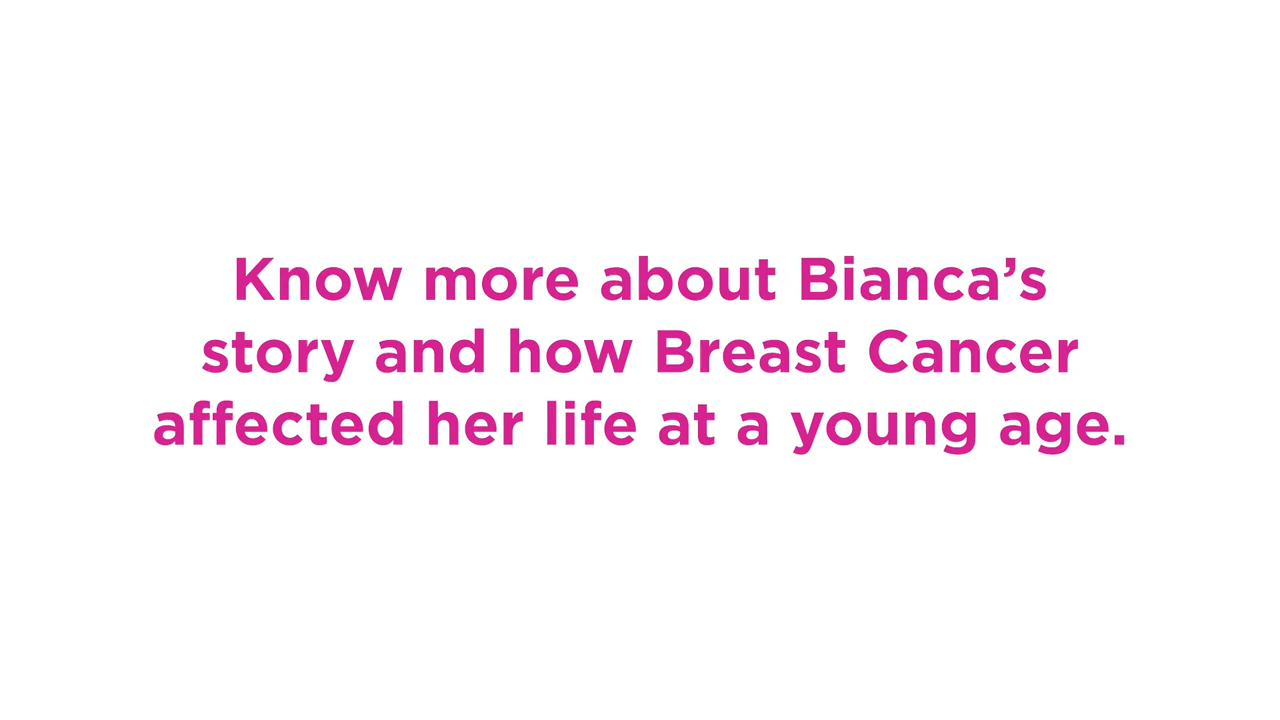 Know more about Bianca’s
story and how Breast Cancer
affected her life at a young age.